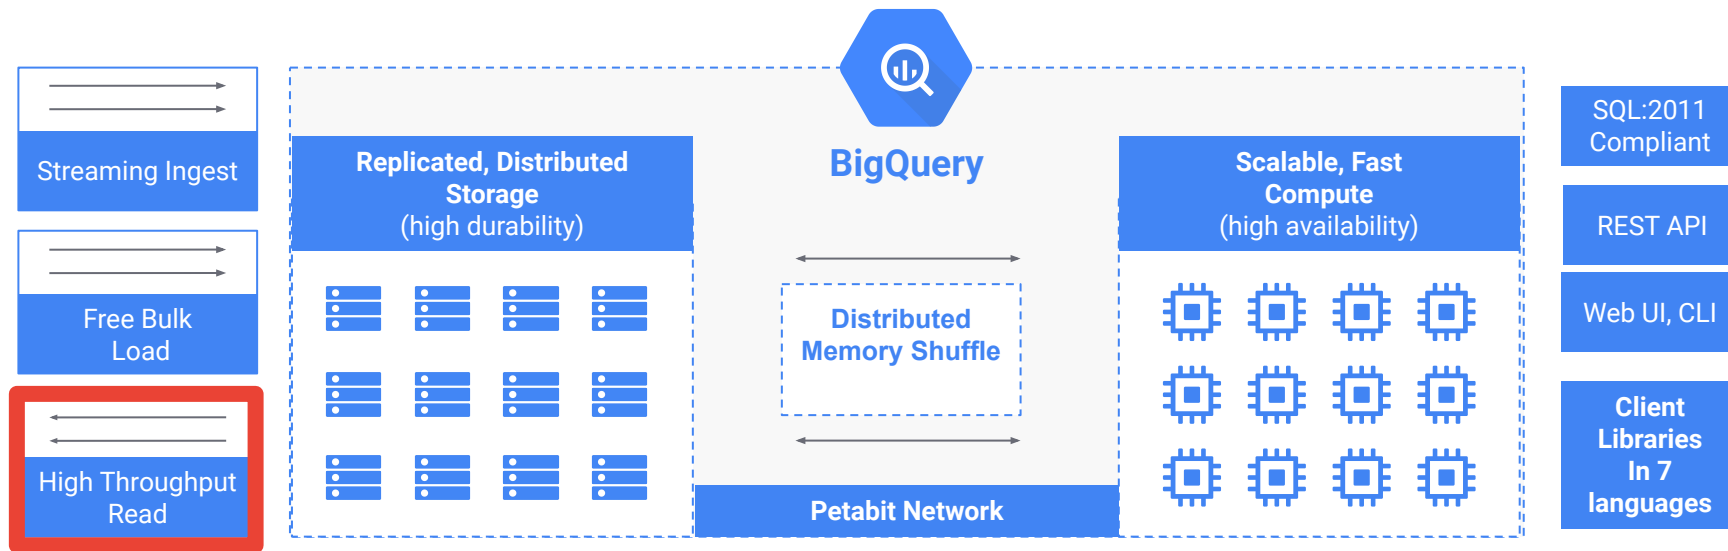 Streaming Ingest
Free Bulk
Load
High Throughput
Read
Replicated, Distributed
Storage
(high durability)
BigQuery
Distributed
Memory Shuffle
Petabit Network
Scalable, Fast
Compute
(high availability)
SQL:2011
Compliant
REST API
Web UI, CLI
Client
Libraries
In 7
languages